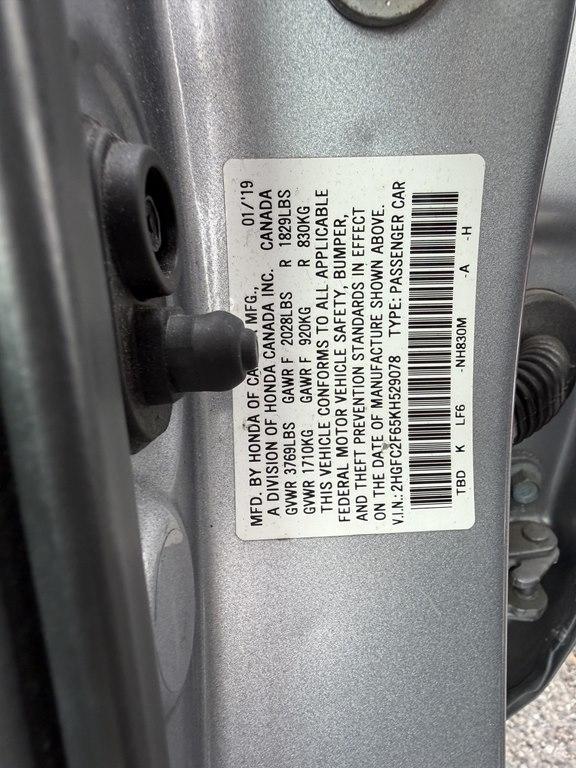 MFD. BY HONDA OF CA MFG., 01/'19
A DIVISION OF HONDA CANADA INC. CANADA
GVWR 3769LBS GAWR F 2028LBS R 1829LBS
GVWR 1710KG GAWR F 920KG R 830KG
THIS VEHICLE CONFORMS TO ALL APPLICABLE
FEDERAL MOTOR VEHICLE SAFETY, BUMPER,
AND THEFT PREVENTION STANDARDS IN EFFECT
ON THE DATE OF MANUFACTURE SHOWN ABOVE.
V.I.N.: 2HGFC2F65KH529078 TYPE: PASSENGER CAR
TBD K LF6 -NH830M -A -H